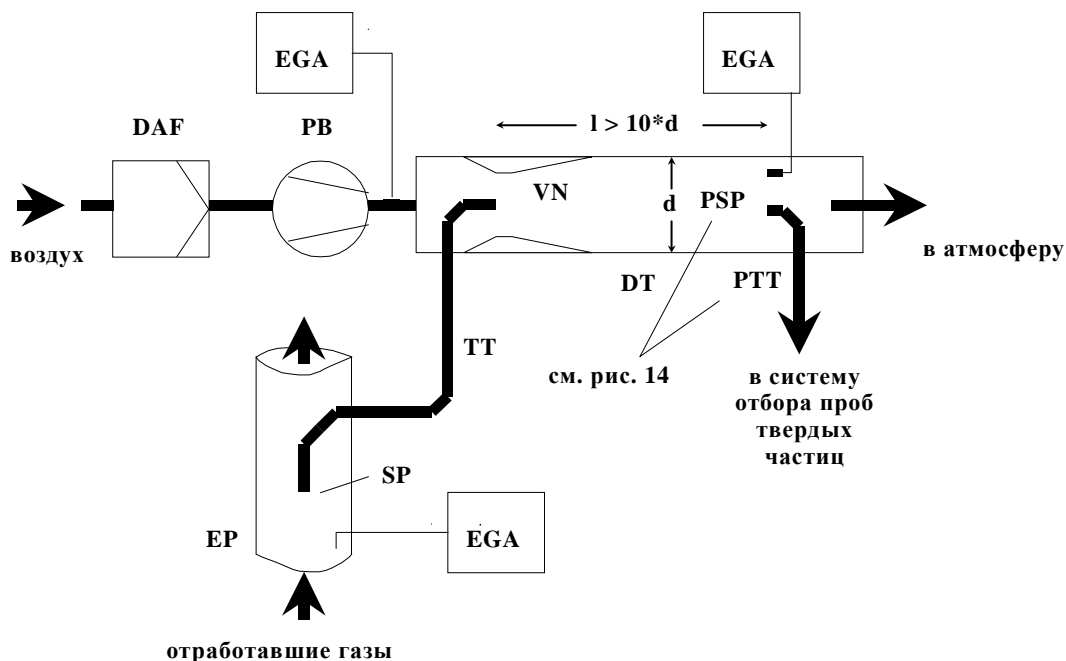 EGA
EGA
DAF
PB
l > 10*d
VN
d
PSP
воздух
в атмосферу
DT
PTT
TT
см. рис. 14
в систему
отбора проб
твердых
частиц
SP
EP
EGA
отработавшие газы